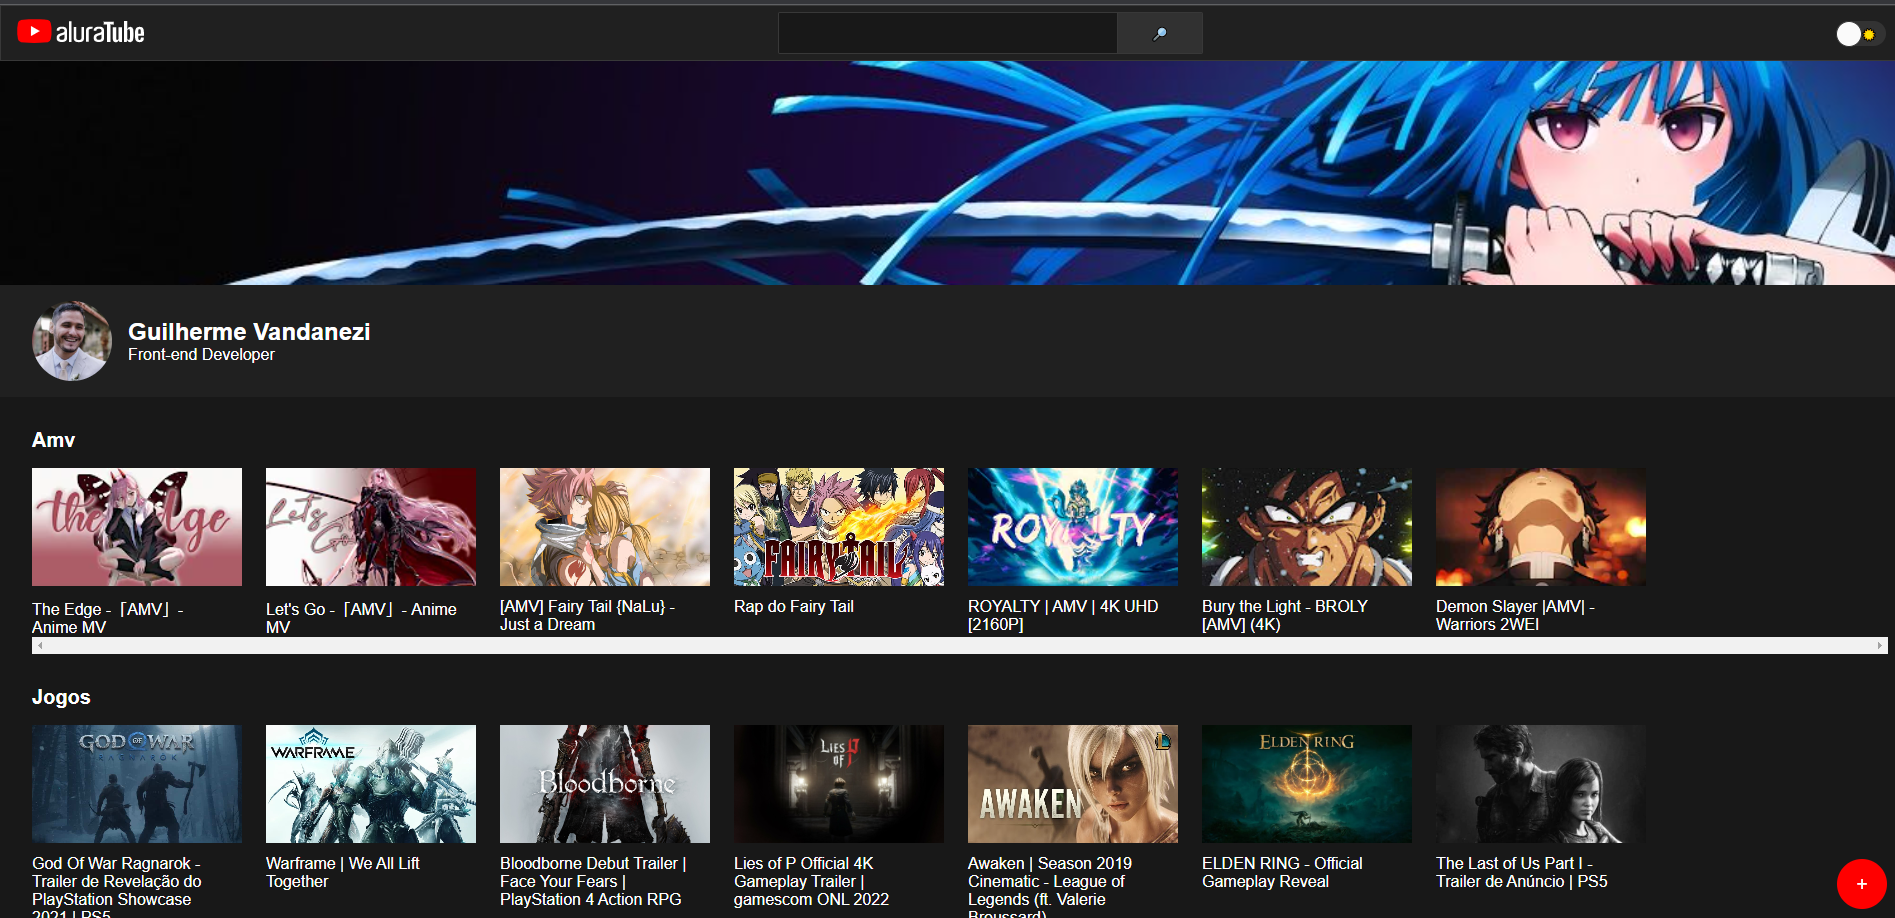 aluraTube
Guilherme Vandanezi
Front-end Developer
Amv
the Edge
Let's Go
FAIRY TAIL
ROYALTY
The Edge -「AMV」-
Anime MV
Let's Go -「AMV」- Anime
MV
[AMV] Fairy Tail {NaLu} -
Just a Dream
Rap do Fairy Tail
ROYALTY | AMV | 4K UHD
[2160P]
Bury the Light - BROLY
[AMV] (4K)
Demon Slayer |AMV| -
Warriors 2WEI
Jogos
GOD OF WAR
RAGNARÖK
WARFRAME
Bloodborne
LIES
OF P
AWAKEN
ELDEN RING
God Of War Ragnarok -
Trailer de Revelação do
PlayStation Showcase
2021 | PS5
Warframe | We All Lift
Together
Bloodborne Debut Trailer |
Face Your Fears |
PlayStation 4 Action RPG
Lies of P Official 4K
Gameplay Trailer |
gamescom ONL 2022
Awaken | Season 2019
Cinematic - League of
Legends (ft. Valerie
Broussard)
ELDEN RING - Official
Gameplay Reveal
The Last of Us Part I -
Trailer de Anúncio | PS5
+